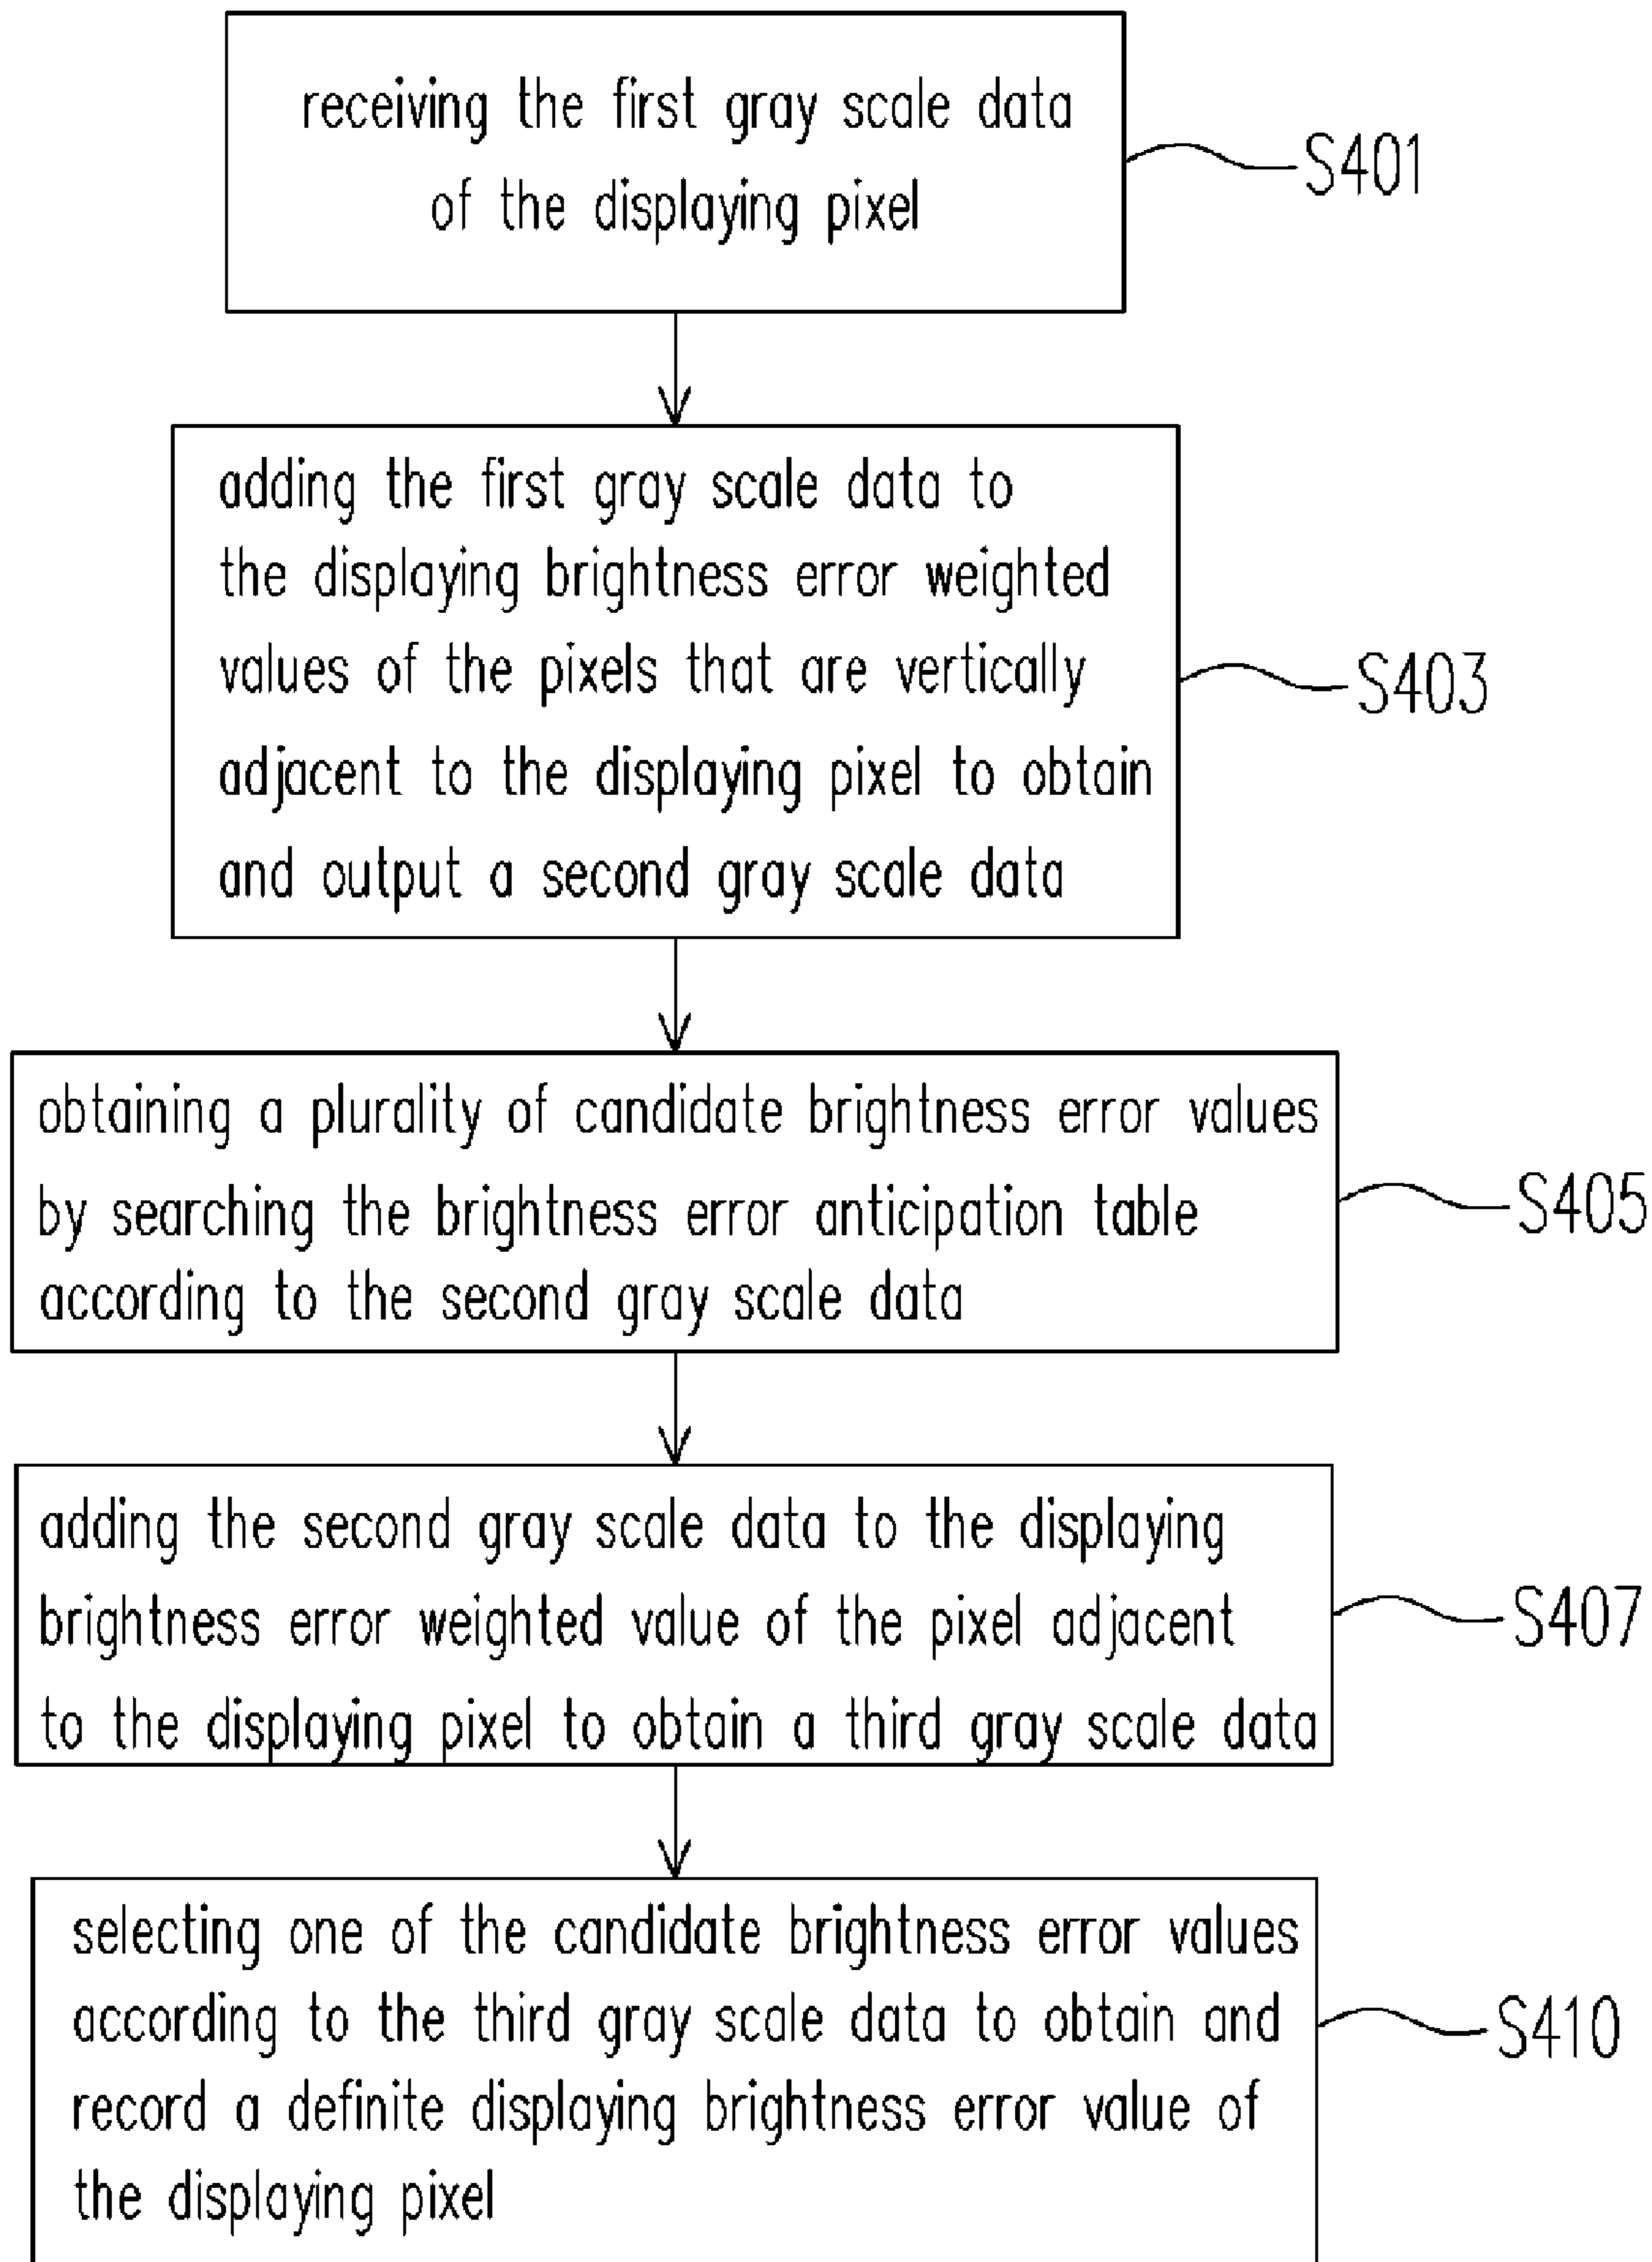 receiving the first gray scale data
of the displaying pixel
S401
adding the first gray scale data to
the displaying brightness error weighted
values of the pixels that are vertically
adjacent to the displaying pixel to obtain
and output a second gray scale data
S403
obtaining a plurality of candidate brightness error values
by searching the brightness error anticipation table
according to the second gray scale data
S405
adding the second gray scale data to the displaying
brightness error weighted value of the pixel adjacent
to the displaying pixel to obtain a third gray scale data
S407
selecting one of the candidate brightness error values
according to the third gray scale data to obtain and
record a definite displaying brightness error value of
the displaying pixel
S410